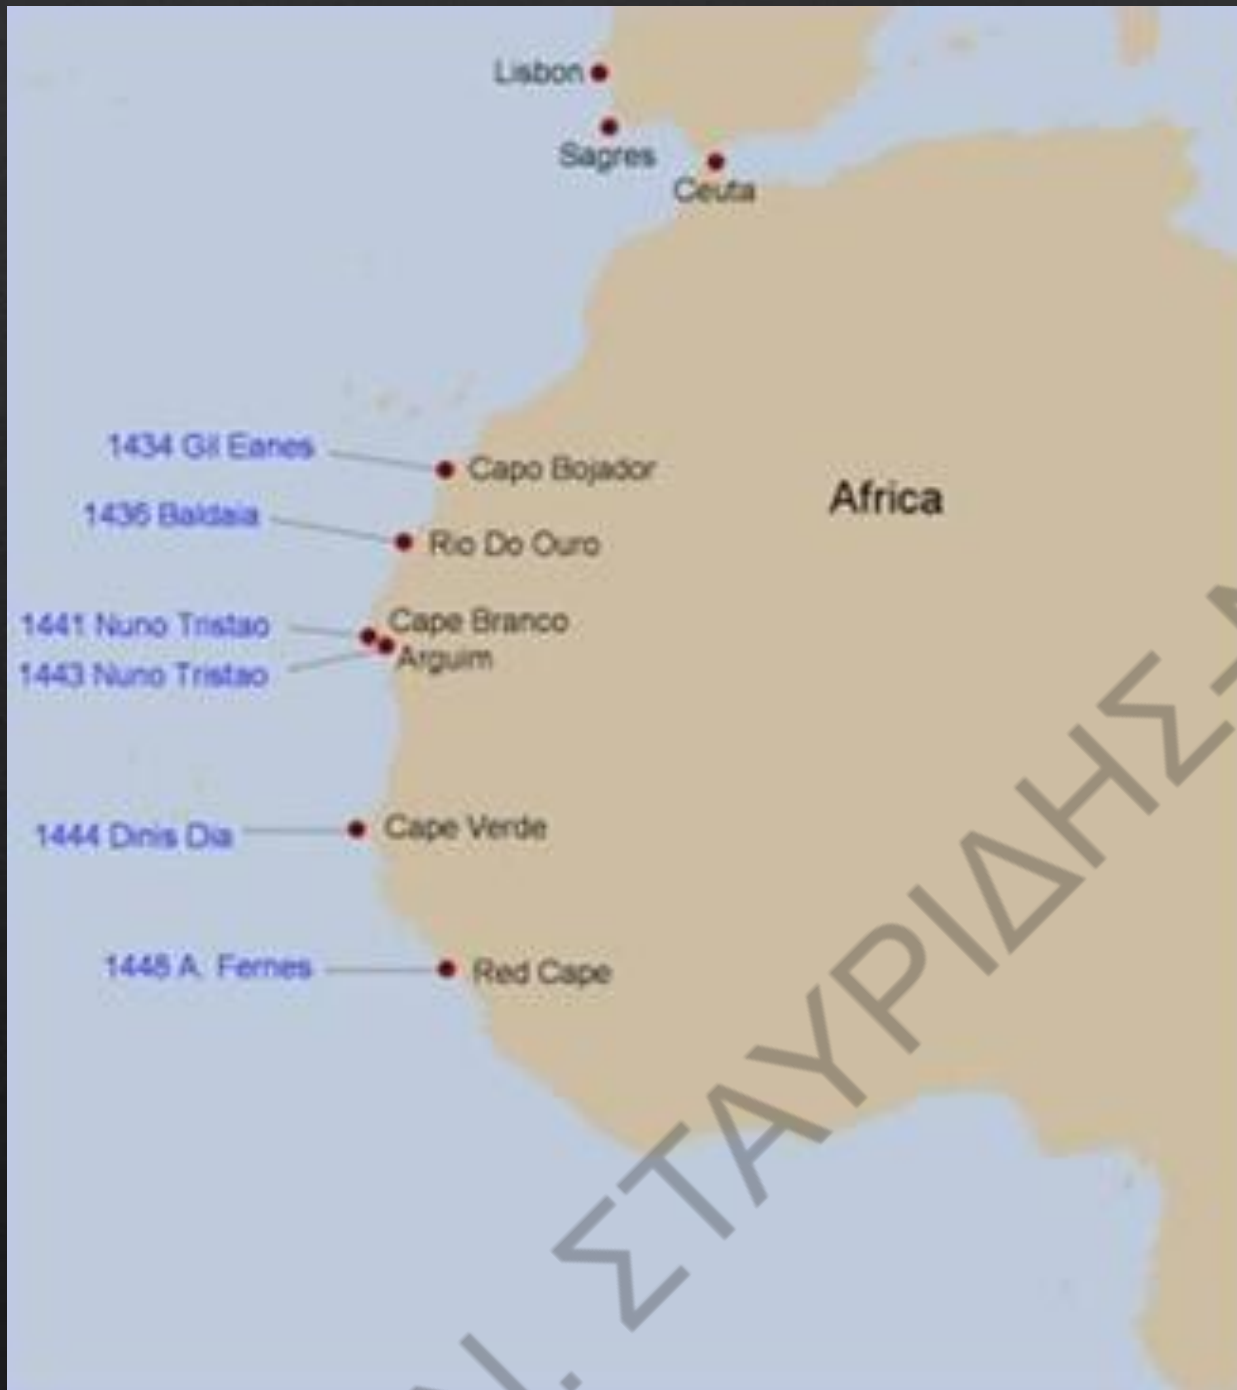 Lisbon
Sagres
Ceuta
1434 Gil Eanes
Capo Bojador
Africa
1436 Baldaia
Rio Do Ouro
1441 Nuno Tristao
Cape Branco
Arguim
1443 Nuno Tristao
1444 Dinis Dia
Cape Verde
A. Fernes
Red Cape
ΣΤΑΥΡΙΔΗΣ